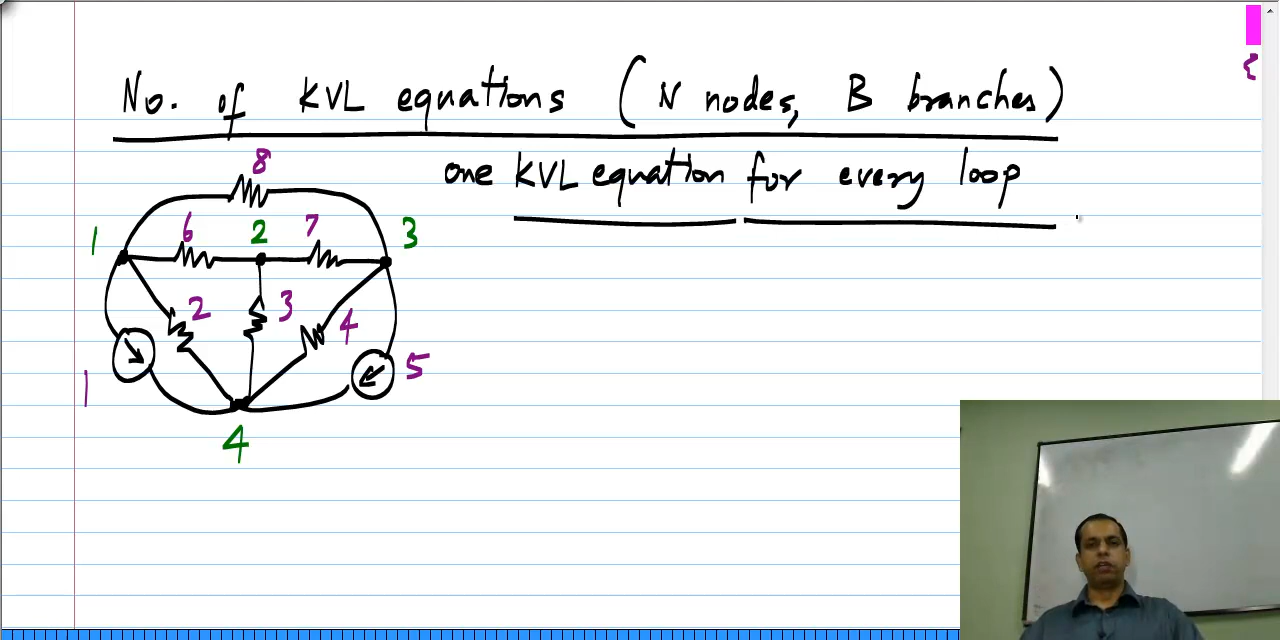 No. of KVL equations (N nodes, B branches)
one KVL equation for every loop
8
6 2 7
1 3
2 3 4
1 5
4
{